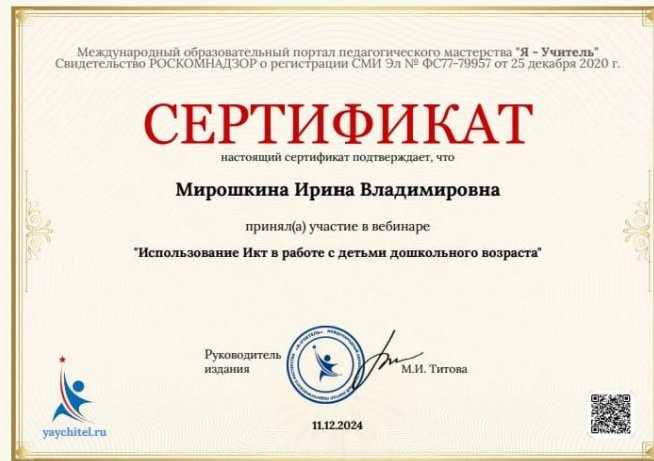 Международный образовательный портал педагогического мастерства "Я - Учитель"
Свидетельство РОСКОМНАДЗОР о регистрации СМИ Эл № ФС77-79957 от 25 декабря 2020 г.
СЕРТИФИКАТ
настоящий сертификат подтверждает, что
Мирошкина Ирина Владимировна
принял(а) участие в вебинаре
"Использование Икт в работе с детьми дошкольного возраста"
Руководитель
издания
М.И. Титова
yaychitel.ru
11.12.2024